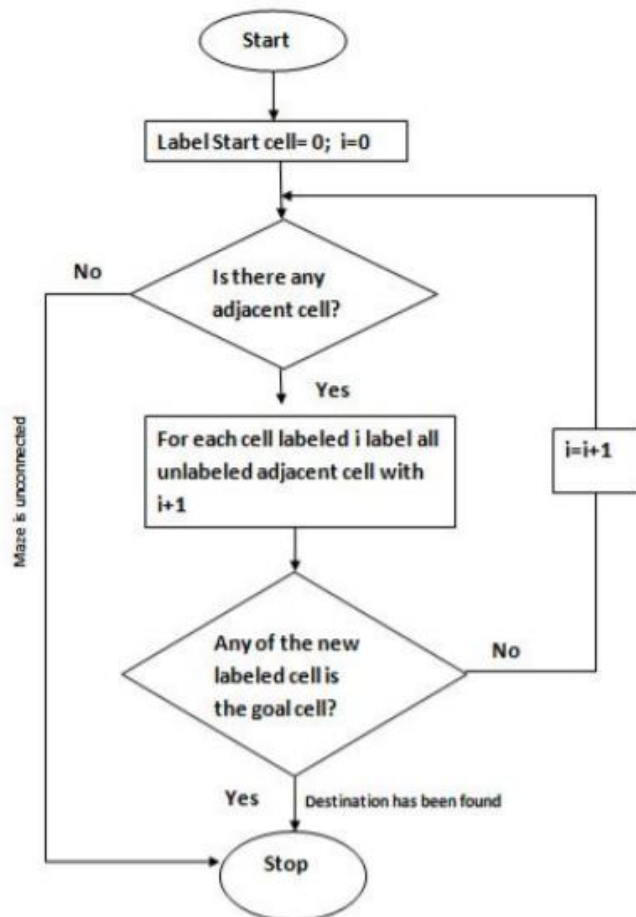 Start
Label Start cell= 0; i=0
No
Is there any
adjacent cell?
Yes
For each cell labeled i label all
unlabeled adjacent cell with
i+1
i=i+1
Maze is unconnected
Any of the new
labeled cell is
the goal cell?
No
Yes
Destination has been found
Stop